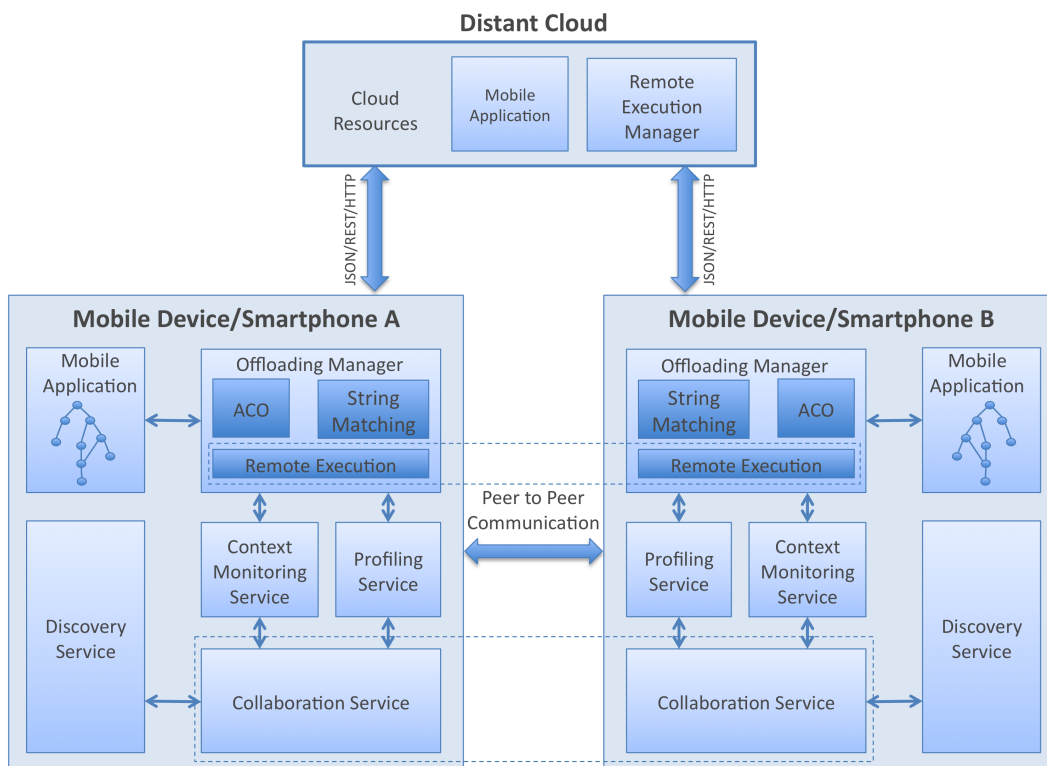 Distant Cloud
Cloud
Resources
Mobile
Application
Remote
Execution
Manager
JSON/REST/HTTP
JSON/REST/HTTP
Mobile Device/Smartphone A
Mobile
Application
Offloading Manager
ACO
String
Matching
Remote Execution
Context
Monitoring
Service
Profiling
Service
Discovery
Service
Collaboration Service
Peer to Peer
Communication
Mobile Device/Smartphone B
Offloading Manager
String
Matching
ACO
Remote Execution
Mobile
Application
Profiling
Service
Context
Monitoring
Service
Discovery
Service
Collaboration Service